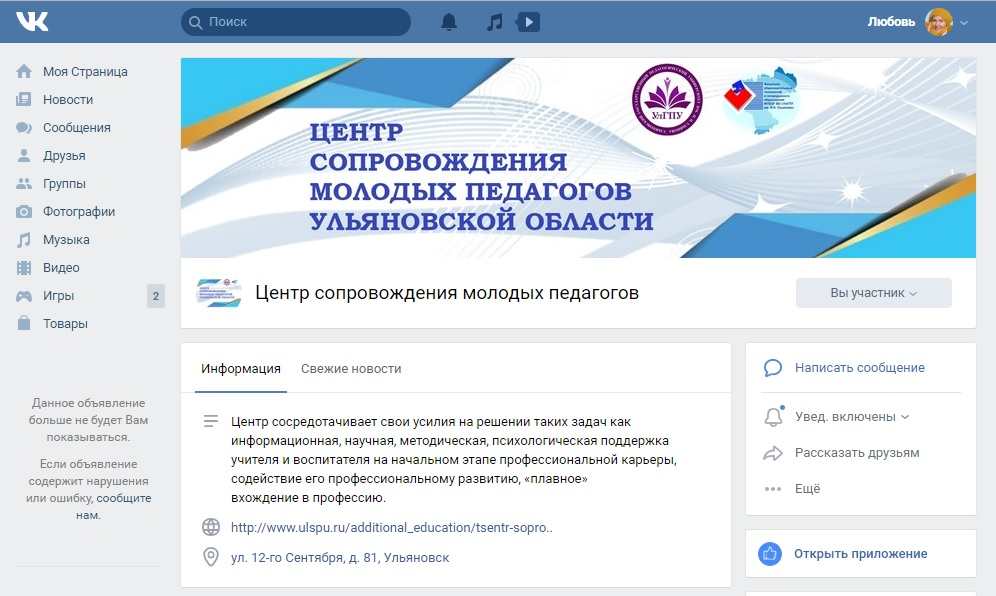 Поиск
Любовь
Моя Страница
Новости
Сообщения
Друзья
Группы
Фотографии
Музыка
Видео
Игры
2
Товары
Данное объявление
больше не будет Вам
показываться.
Если объявление
содержит нарушения
или ошибку, сообщите
нам.
ЦЕНТР
СОПРОВОЖДЕНИЯ
МОЛОДЫХ ПЕДАГОГОВ
УЛЬЯНОВСКОЙ ОБЛАСТИ
УлГПУ
Центр сопровождения молодых педагогов
Вы участник
Информация
Свежие новости
Центр сосредотачивает свои усилия на решении таких задач как
информационная, научная, методическая, психологическая поддержка
учителя и воспитателя на начальном этапе профессиональной карьеры,
содействие его профессиональному развитию, «плавное»
вхождение в профессию.
http://www.ulspu.ru/additional_education/tsentr-sopro..
ул. 12-го Сентября, д. 81, Ульяновск
Написать сообщение
Увед. включены
Рассказать друзьям
Ещё
Открыть приложение